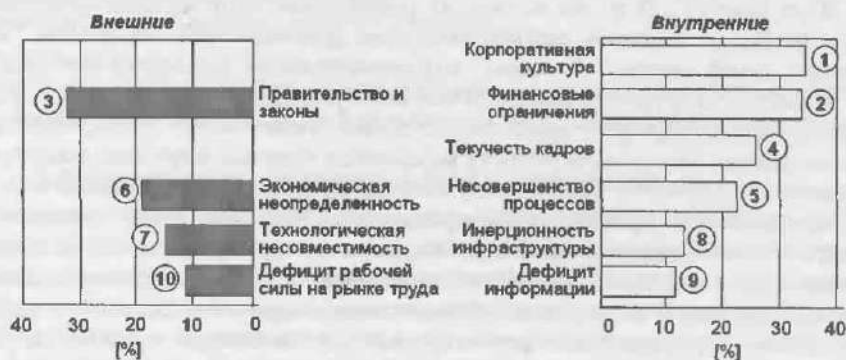 Внешние
Внутренние
Корпоративная
культура
1
3
Правительство и
законы
Финансовые
ограничения
2
Текучесть кадров
4
6
Экономическая
неопределенность
Несовершенство
процессов
5
7
Технологическая
несовместимость
Инерционность
инфраструктуры
8
10
Дефицит рабочей
силы на рынке труда
Дефицит
информации
9
40 30 20 10 0
0 10 20 30 40
[%]
[%]